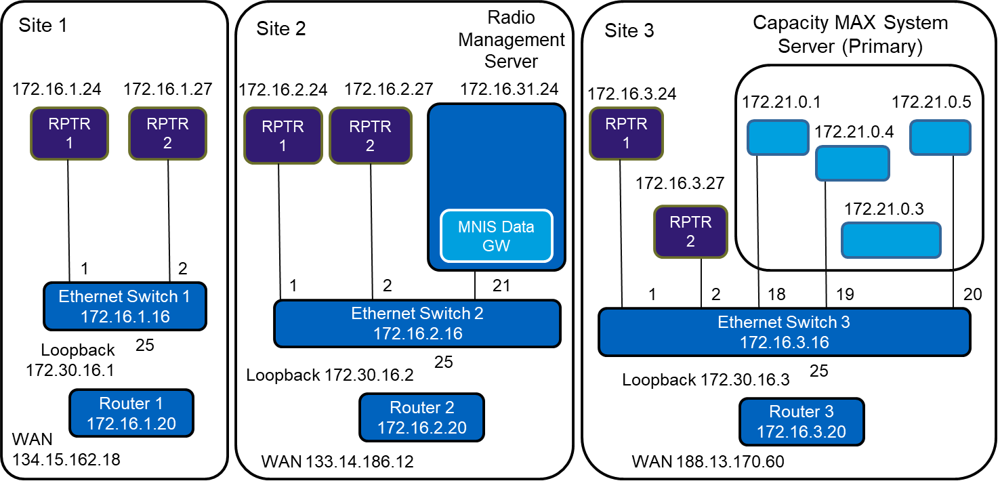 Site 1
172.16.1.24
172.16.1.27
RPTR
1
RPTR
2
1
2
Ethernet Switch 1
172.16.1.16
25
Loopback
172.30.16.1
Router 1
172.16.1.20
WAN
134.15.162.18
Site 2
Radio
Management
Server
172.16.2.24
172.16.2.27
172.16.31.24
RPTR
1
RPTR
2
MNIS Data
GW
1
2
21
Ethernet Switch 2
172.16.2.16
25
Loopback 172.30.16.2
Router 2
172.16.2.20
WAN 133.14.186.12
Site 3
Capacity MAX System
Server (Primary)
172.16.3.24
RPTR
1
172.16.3.27
RPTR
2
172.21.0.1
172.21.0.5
172.21.0.4
172.21.0.3
1
2
18
19
20
Ethernet Switch 3
172.16.3.16
25
Loopback 172.30.16.3
Router 3
172.16.3.20
WAN 188.13.170.60